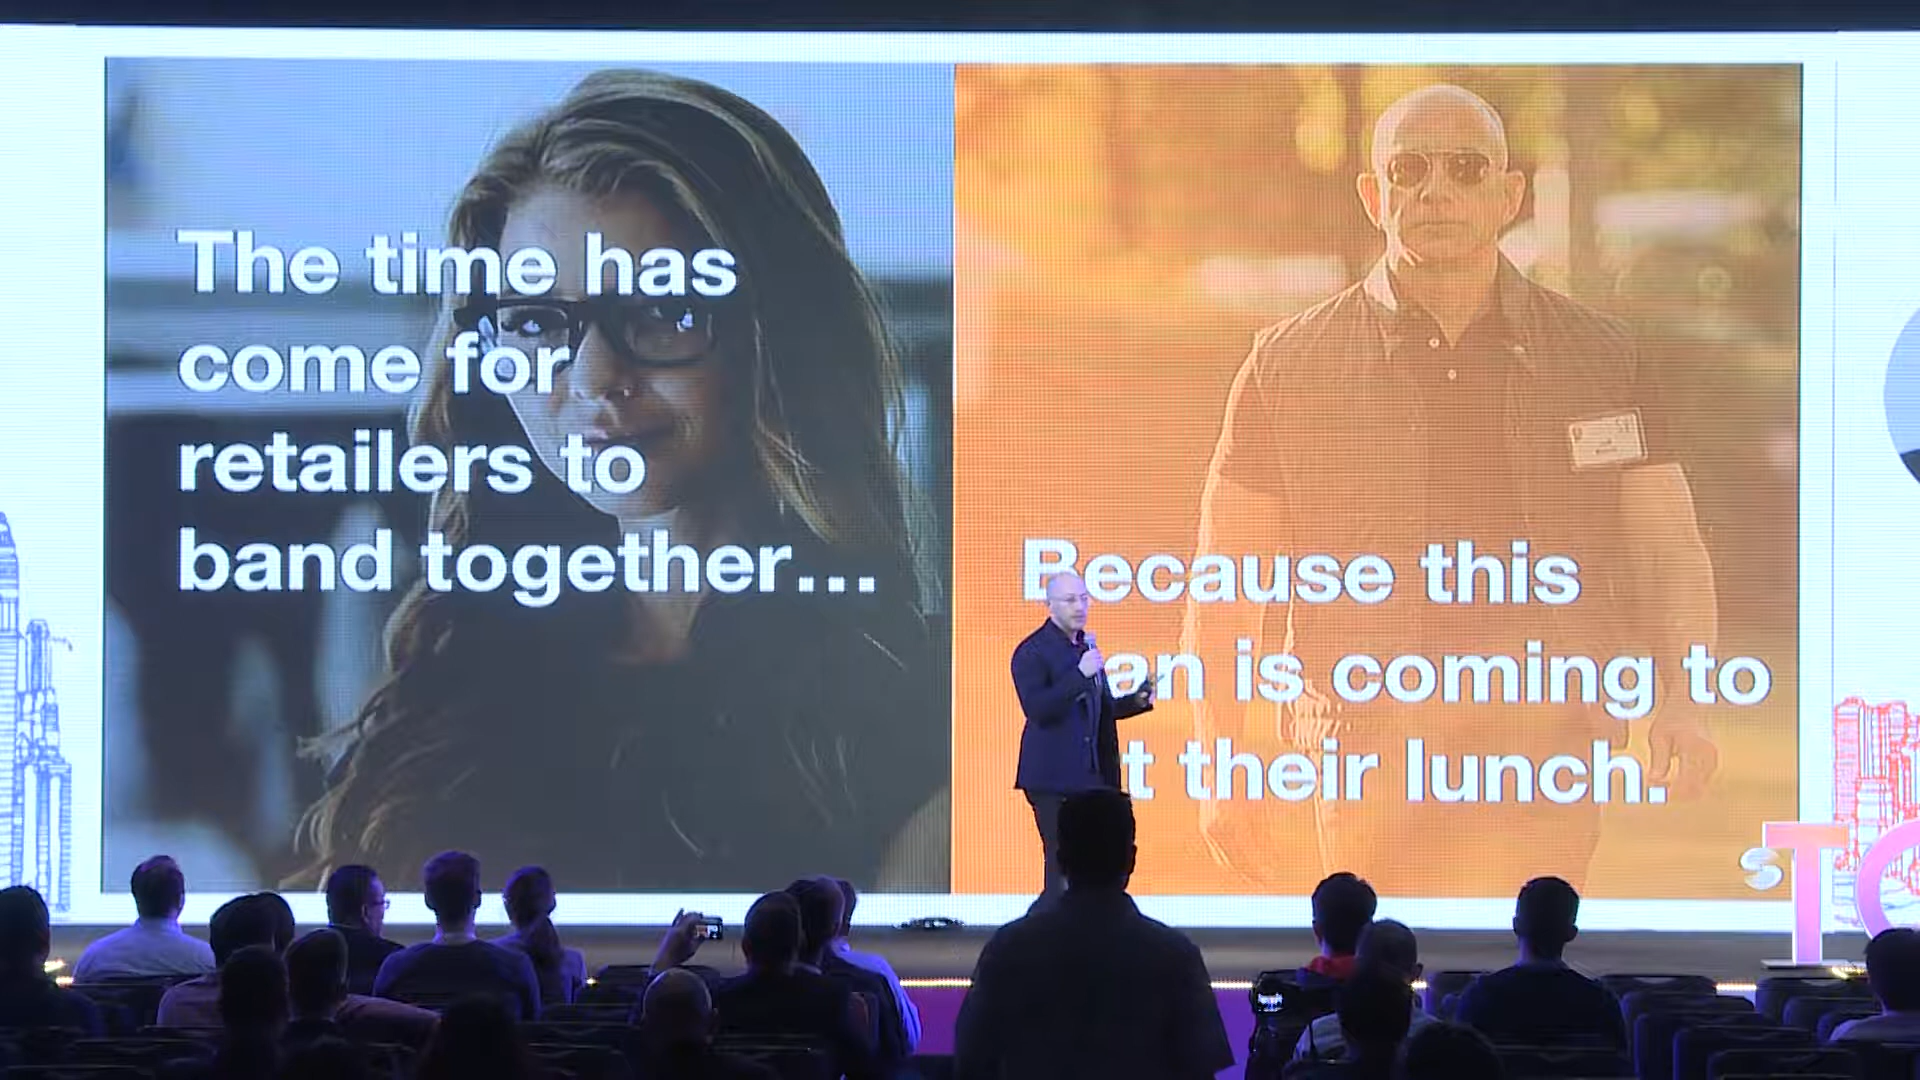 The time has
come for
retailers to
band together...
Because this
is coming to
their lunch.